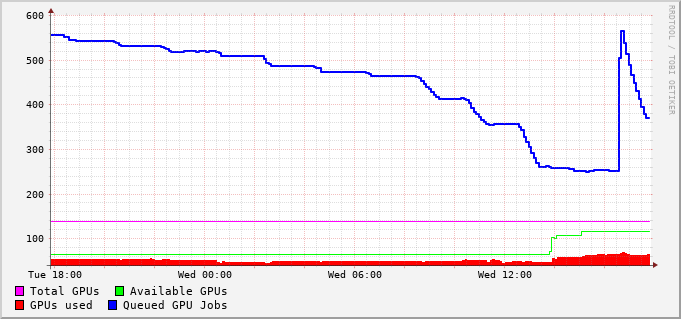 600
500
400
300
200
100
Tue 18:00 Wed 00:00 Wed 06:00 Wed 12:00
Total GPUs Available GPUs
GPUs used Queued GPU Jobs
RRDTOOL / TOBI OETIKER